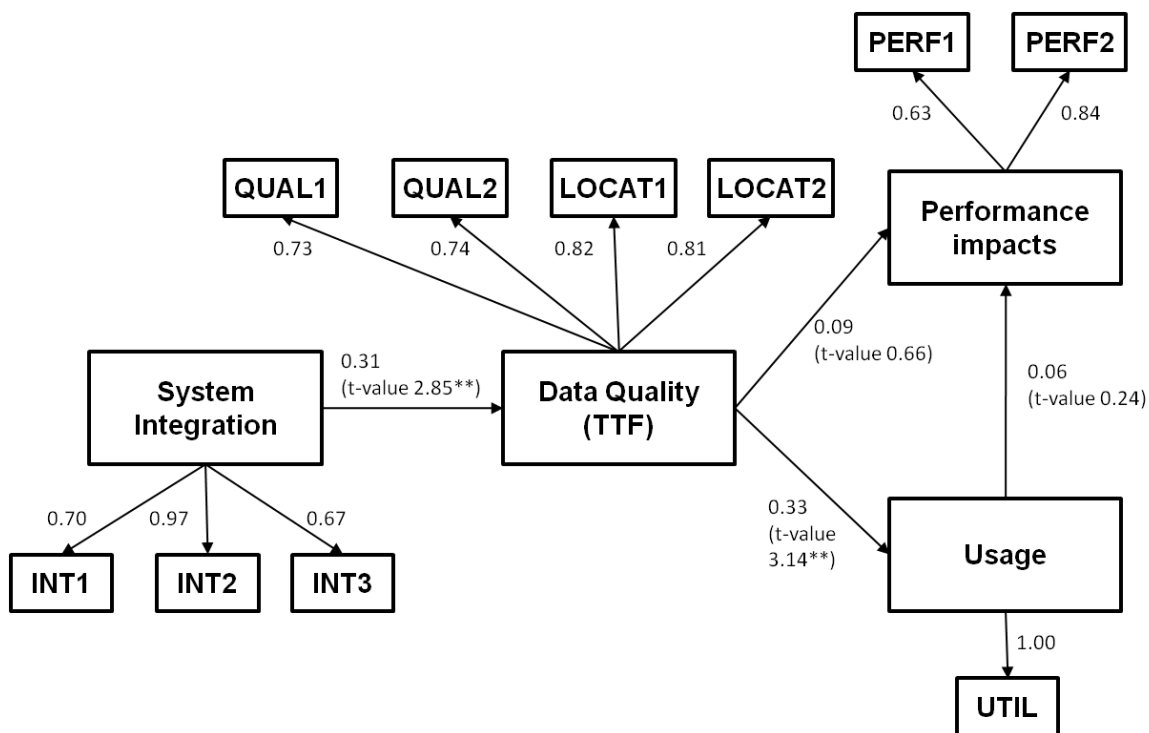 PERF1
PERF2
0.63
0.84
QUAL1
QUAL2
LOCAT1
LOCAT2
0.73
0.74
0.82
0.81
Performance
impacts
0.09
(t-value 0.66)
0.31
(t-value 2.85**)
System
Integration
Data Quality
(TTF)
0.06
(t-value 0.24)
0.70
0.97
0.67
0.33
(t-value
3.14**)
Usage
INT1
INT2
INT3
1.00
UTIL